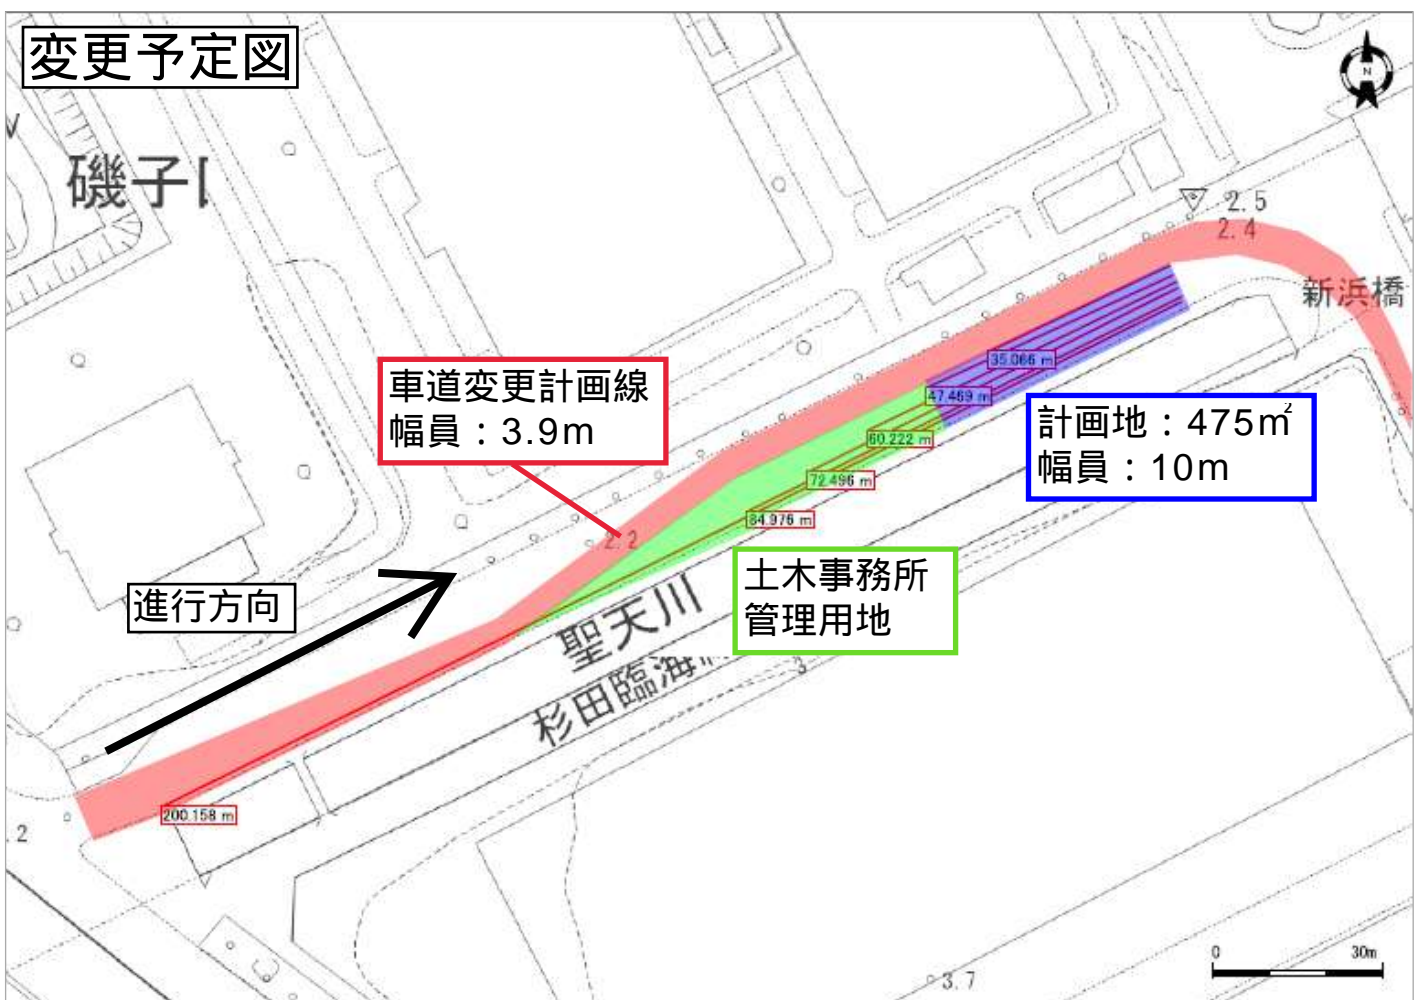 変更予定図
N
磯子
2.5
2.4
新浜橋
35.066 m
車道変更計画線
幅員：3.9m
47.469 m
計画地：475㎡
幅員：10m
60.222 m
72.496 m
84.976 m
2.2
土木事務所
管理用地
進行方向
聖天川
杉田臨海
3
200.158 m
.2
0 30m
3.7